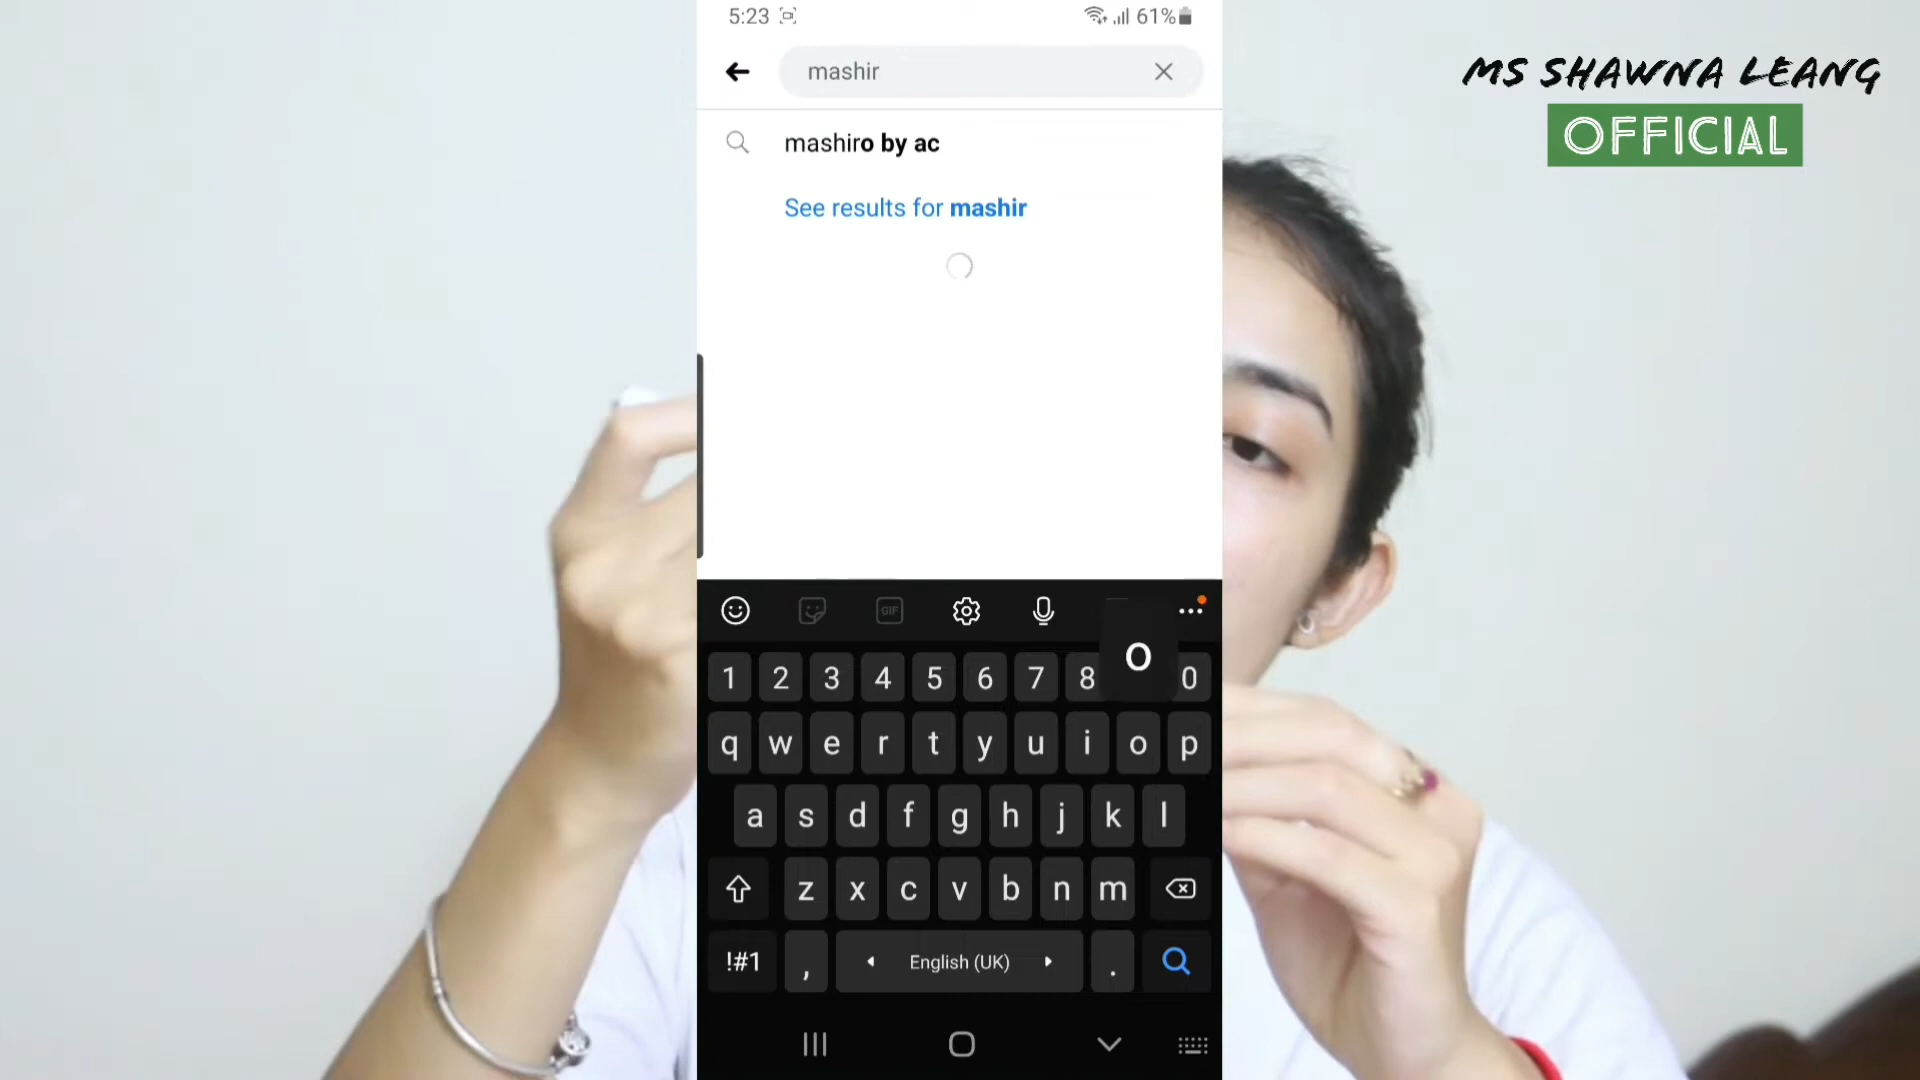 5:23
61%
mashir
MS SHAWNA LEANG
OFFICIAL
mashiro by ac
See results for mashir
GIF
o
1 2 3 4 5 6 7 8 0
q w e r t y u i o p
a s d f g h j k l
z x c v b n m
!#1 , English (UK) .